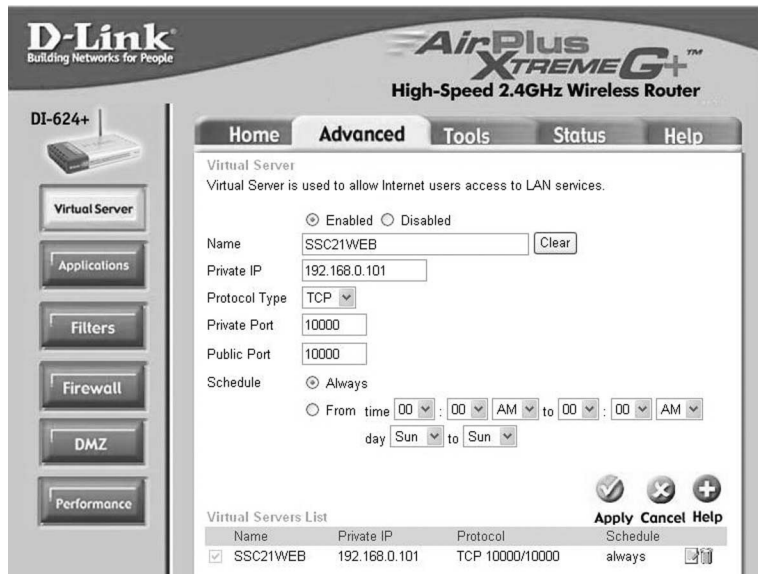 D-Link
Building Networks for People
AirPlus
XTREME G+™
High-Speed 2.4GHz Wireless Router
DI-624+
Home Advanced Tools Status Help
Virtual Server
Applications
Filters
Firewall
DMZ
Performance
Virtual Server
Virtual Server is used to allow Internet users access to LAN services.
Enabled Disabled
Name SSC21WEB Clear
Private IP 192.168.0.101
Protocol Type TCP
Private Port 10000
Public Port 10000
Schedule Always
From time 00 : 00 AM to 00 : 00 AM
day Sun to Sun
Apply Cancel Help
Virtual Servers List
Name Private IP Protocol Schedule
SSC21WEB 192.168.0.101 TCP 10000/10000 always